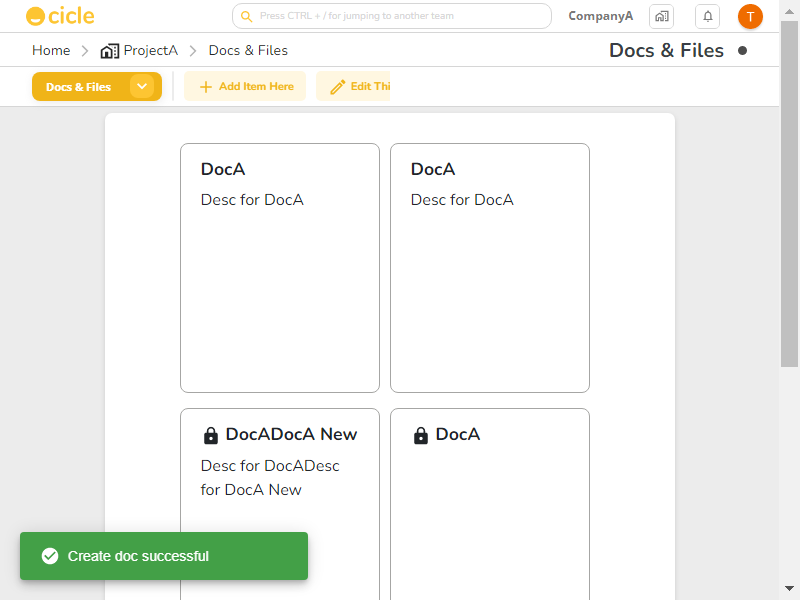 cicle
Press CTRL + / for jumping to another team
CompanyA
T
Home
ProjectA
Docs & Files
Docs & Files
Docs & Files
Add Item Here
Edit Thi
DocA
Desc for DocA
DocA
Desc for DocA
DocADocA New
Desc for DocADesc
for DocA New
DocA
Create doc successful